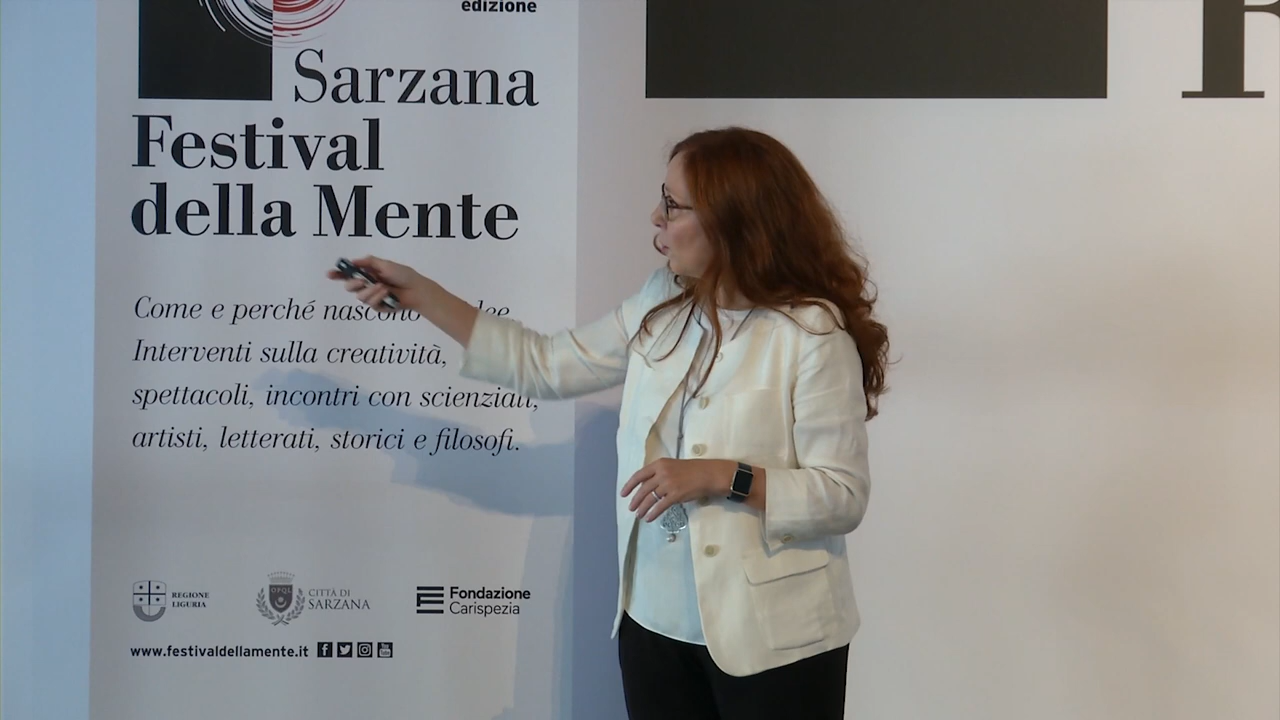 edizione
Sarzana
Festival
della Mente
Come e perché nascono
Interventi sulla creatività,
spettacoli, incontri con scienziati,
artisti, letterati, storici e filosofi.
REGIONE
LIGURIA
CITTÀ DI
SARZANA
Fondazione
Carispezia
www.festivaldellamente.it